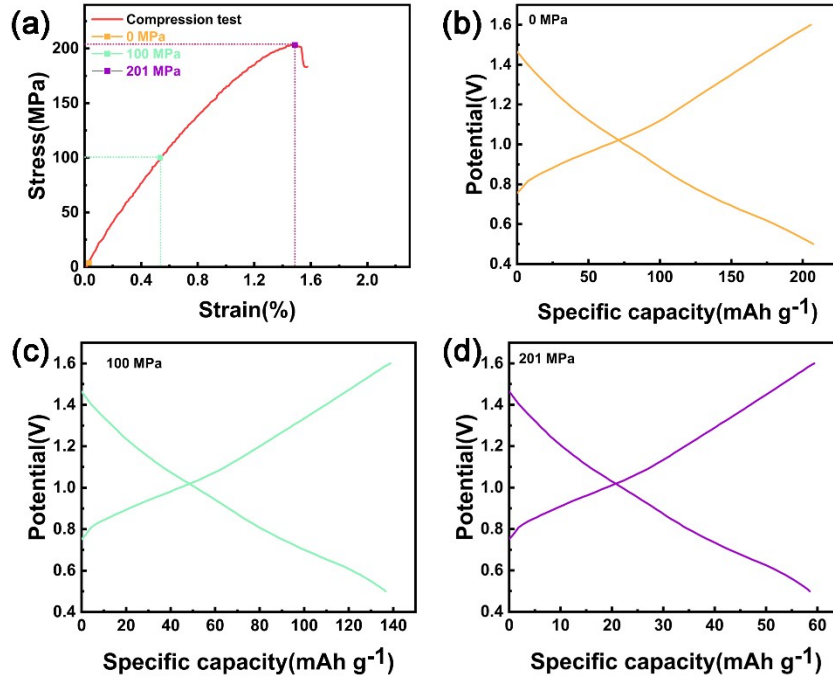 (a)
Compression test
0 MPa
100 MPa
201 MPa
200
150
100
50
0
0.0 0.4 0.8 1.2 1.6 2.0
Stress(MPa)
Strain(%)
(b)
0 MPa
1.6
1.4
1.2
1.0
0.8
0.6
0.4
0 50 100 150 200
Potential(V)
Specific capacity(mAh g-1)
(c)
100 MPa
1.6
1.4
1.2
1.0
0.8
0.6
0.4
0 20 40 60 80 100 120 140
Potential(V)
Specific capacity(mAh g-1)
(d)
201 MPa
1.6
1.4
1.2
1.0
0.8
0.6
0.4
0 10 20 30 40 50 60
Potential(V)
Specific capacity(mAh g-1)